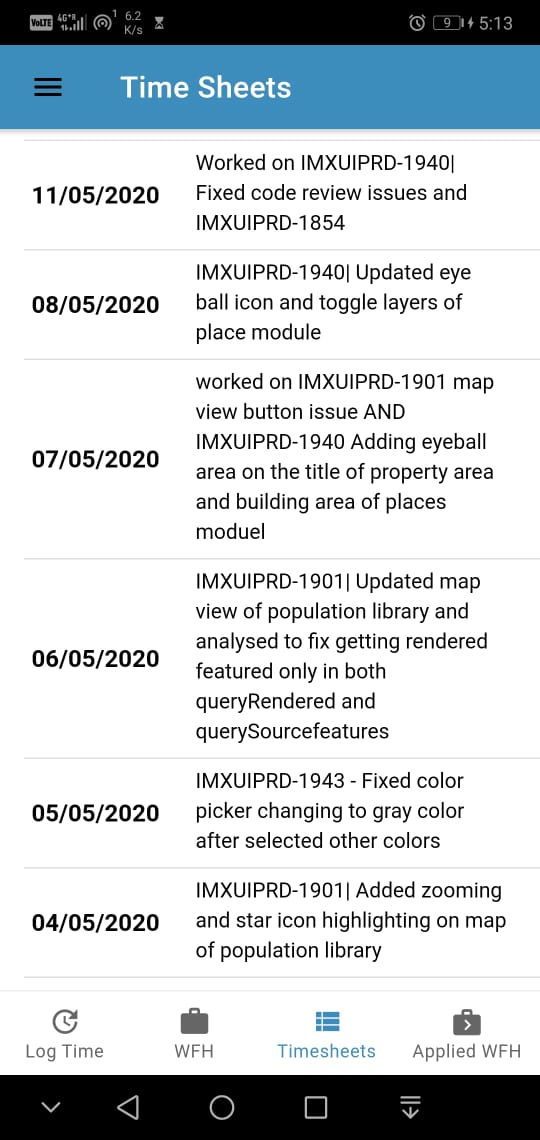 VoLTE 4G+R 1 6.2 K/s 9 5:13
Time Sheets
11/05/2020
Worked on IMXUIPRD-1940|
Fixed code review issues and
IMXUIPRD-1854
08/05/2020
IMXUIPRD-1940| Updated eye
ball icon and toggle layers of
place module
07/05/2020
worked on IMXUIPRD-1901 map
view button issue AND
IMXUIPRD-1940 Adding eyeball
area on the title of property area
and building area of places
moduel
06/05/2020
IMXUIPRD-1901| Updated map
view of population library and
analysed to fix getting rendered
featured only in both
queryRendered and
querySourcefeatures
05/05/2020
IMXUIPRD-1943 - Fixed color
picker changing to gray color
after selected other colors
04/05/2020
IMXUIPRD-1901| Added zooming
and star icon highlighting on map
of population library
Log Time WFH Timesheets Applied WFH